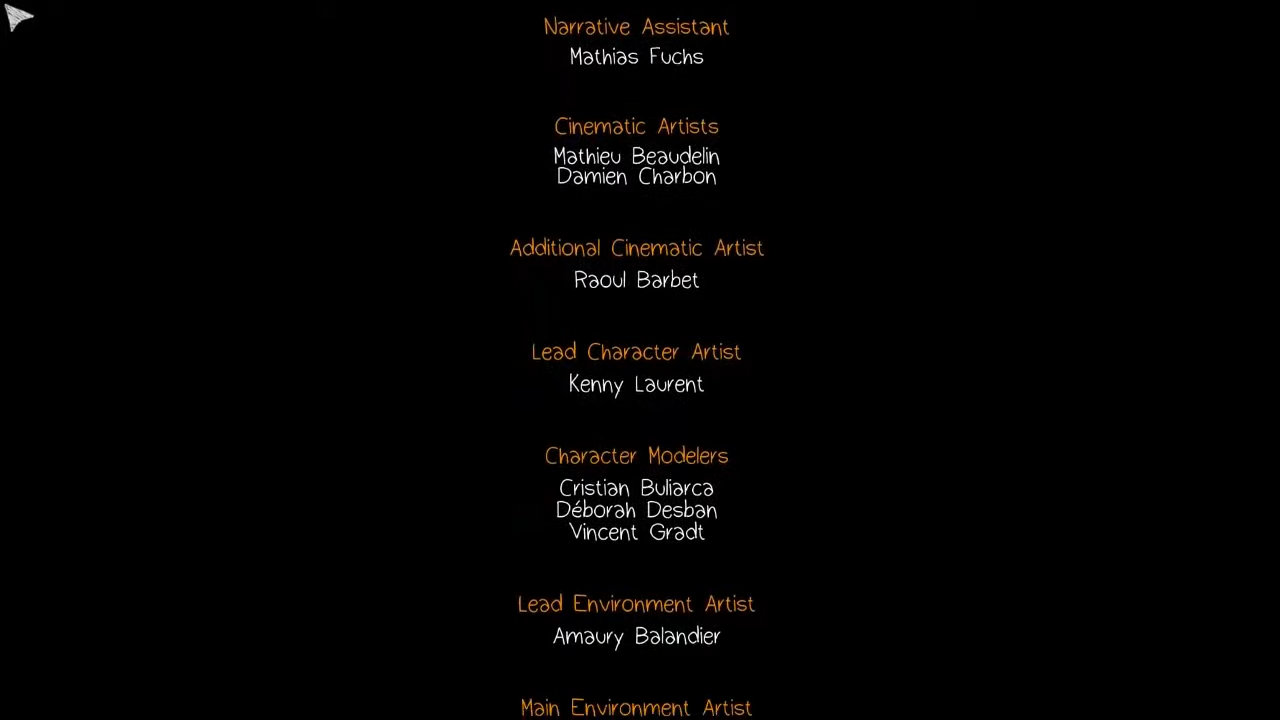 Narrative Assistant
Mathias Fuchs
Cinematic Artists
Mathieu Beaudelin
Damien Charbon
Additional Cinematic Artist
Raoul Barbet
Lead Character Artist
Kenny Laurent
Character Modelers
Cristian Buliarca
Déborah Desban
Vincent Gradt
Lead Environment Artist
Amaury Balandier
Main Environment Artist